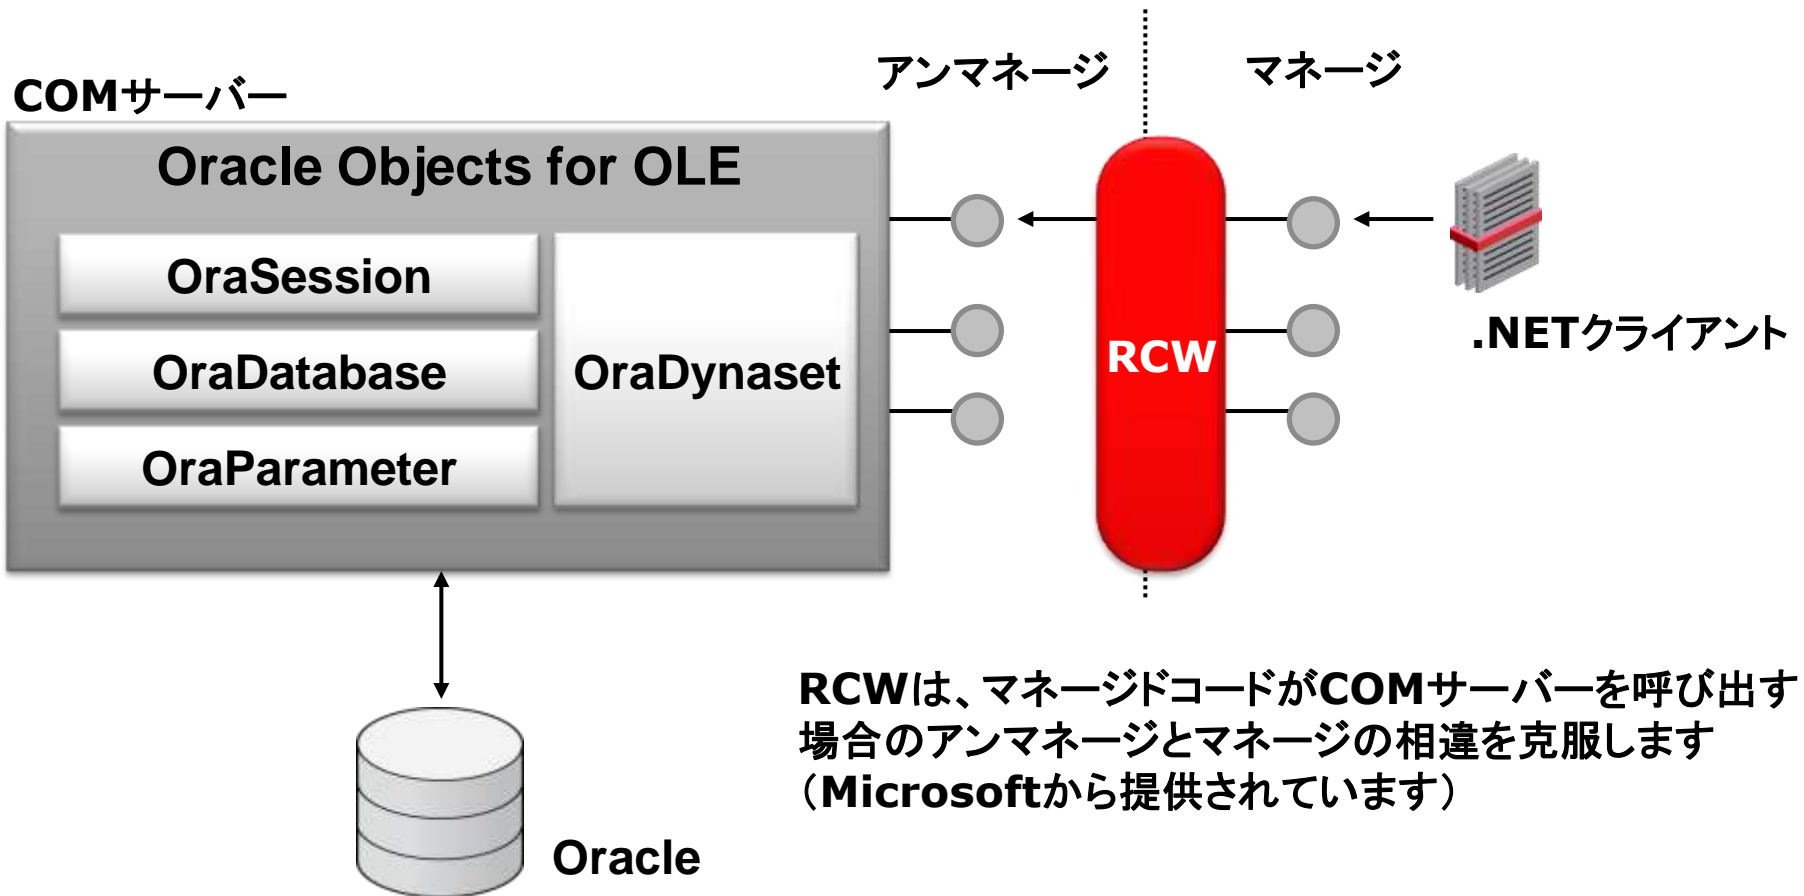 アンマネージ
マネージ
COMサーバー
Oracle Objects for OLE
OraSession
OraDatabase
OraParameter
OraDynaset
RCW
.NETクライアント
RCWは、マネージドコードがCOMサーバーを呼び出す
場合のアンマネージとマネージの相違を克服します
（Microsoftから提供されています）
Oracle